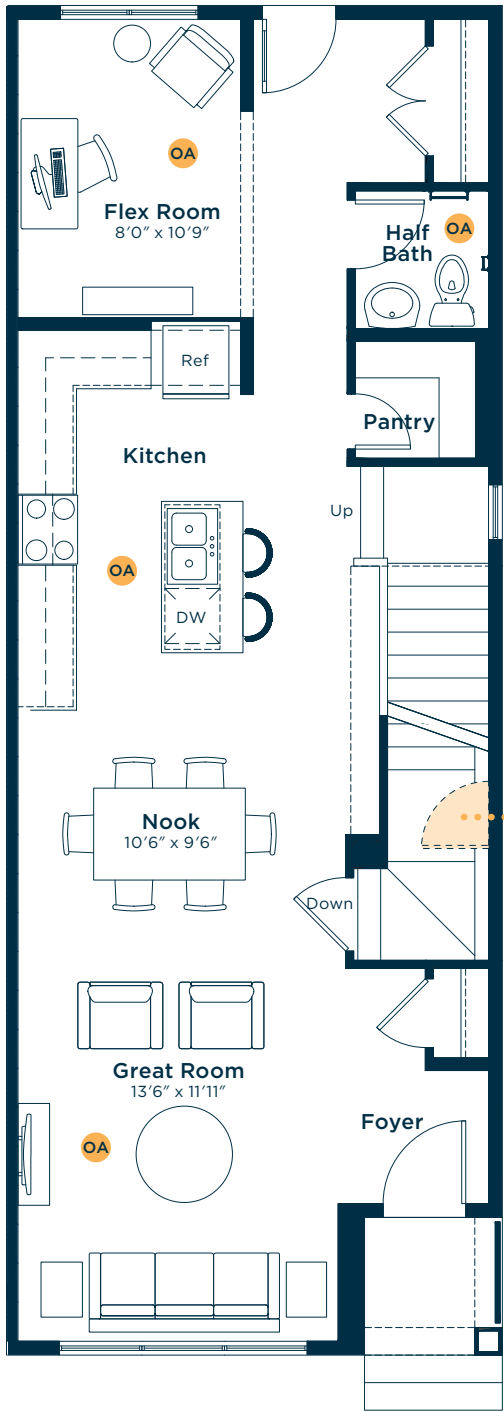 OA
Flex Room
8'0" x 10'9"
Half
Bath
OA
Ref
Pantry
Kitchen
Up
OA
DW
Nook
10'6" x 9'6"
Down
Great Room
13'6" x 11'11"
Foyer
OA